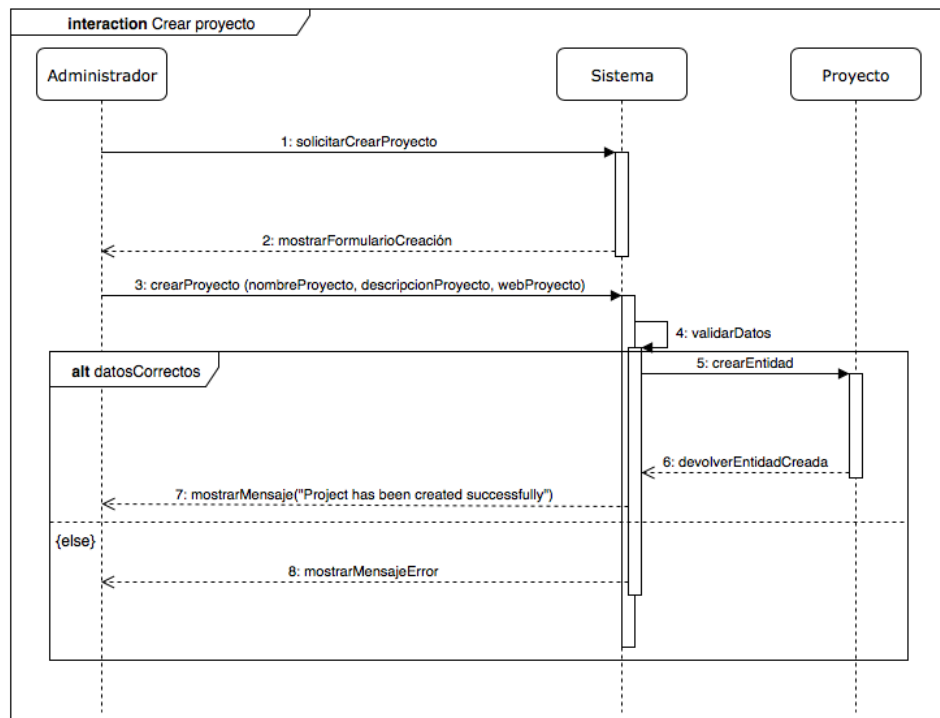 interaction Crear proyecto
Administrador
Sistema
Proyecto
1: solicitarCrearProyecto
2: mostrarFormularioCreación
3: crearProyecto (nombreProyecto, descripcionProyecto, webProyecto)
4: validarDatos
alt datosCorrectos
5: crearEntidad
6: devolverEntidadCreada
7: mostrarMensaje("Project has been created successfully")
{else}
8: mostrarMensajeError